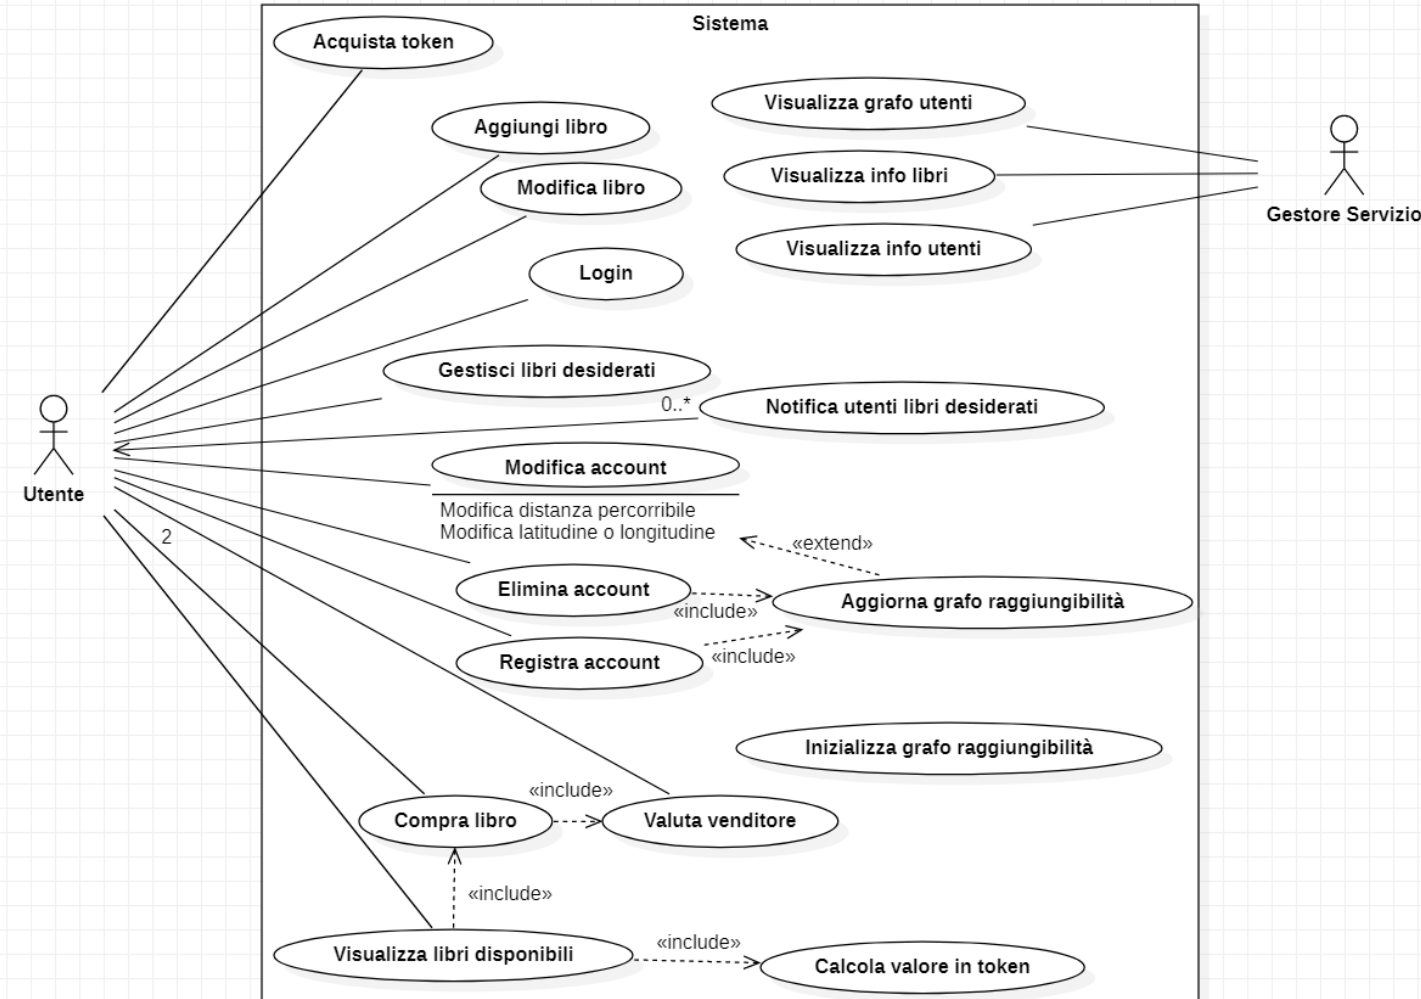 Sistema
Acquista token
Visualizza grafo utenti
Aggiungi libro
Visualizza info libri
Modifica libro
Gestore Servizio
Visualizza info utenti
Login
Gestisci libri desiderati
0..*
Notifica utenti libri desiderati
Modifica account
Utente
Modifica distanza percorribile
Modifica latitudine o longitudine
2
«extend»
Elimina account
Aggiorna grafo raggiungibilità
«include»
Registra account
«include»
Inizializza grafo raggiungibilità
«include»
Compra libro
Valuta venditore
«include»
«include»
Visualizza libri disponibili
Calcola valore in token